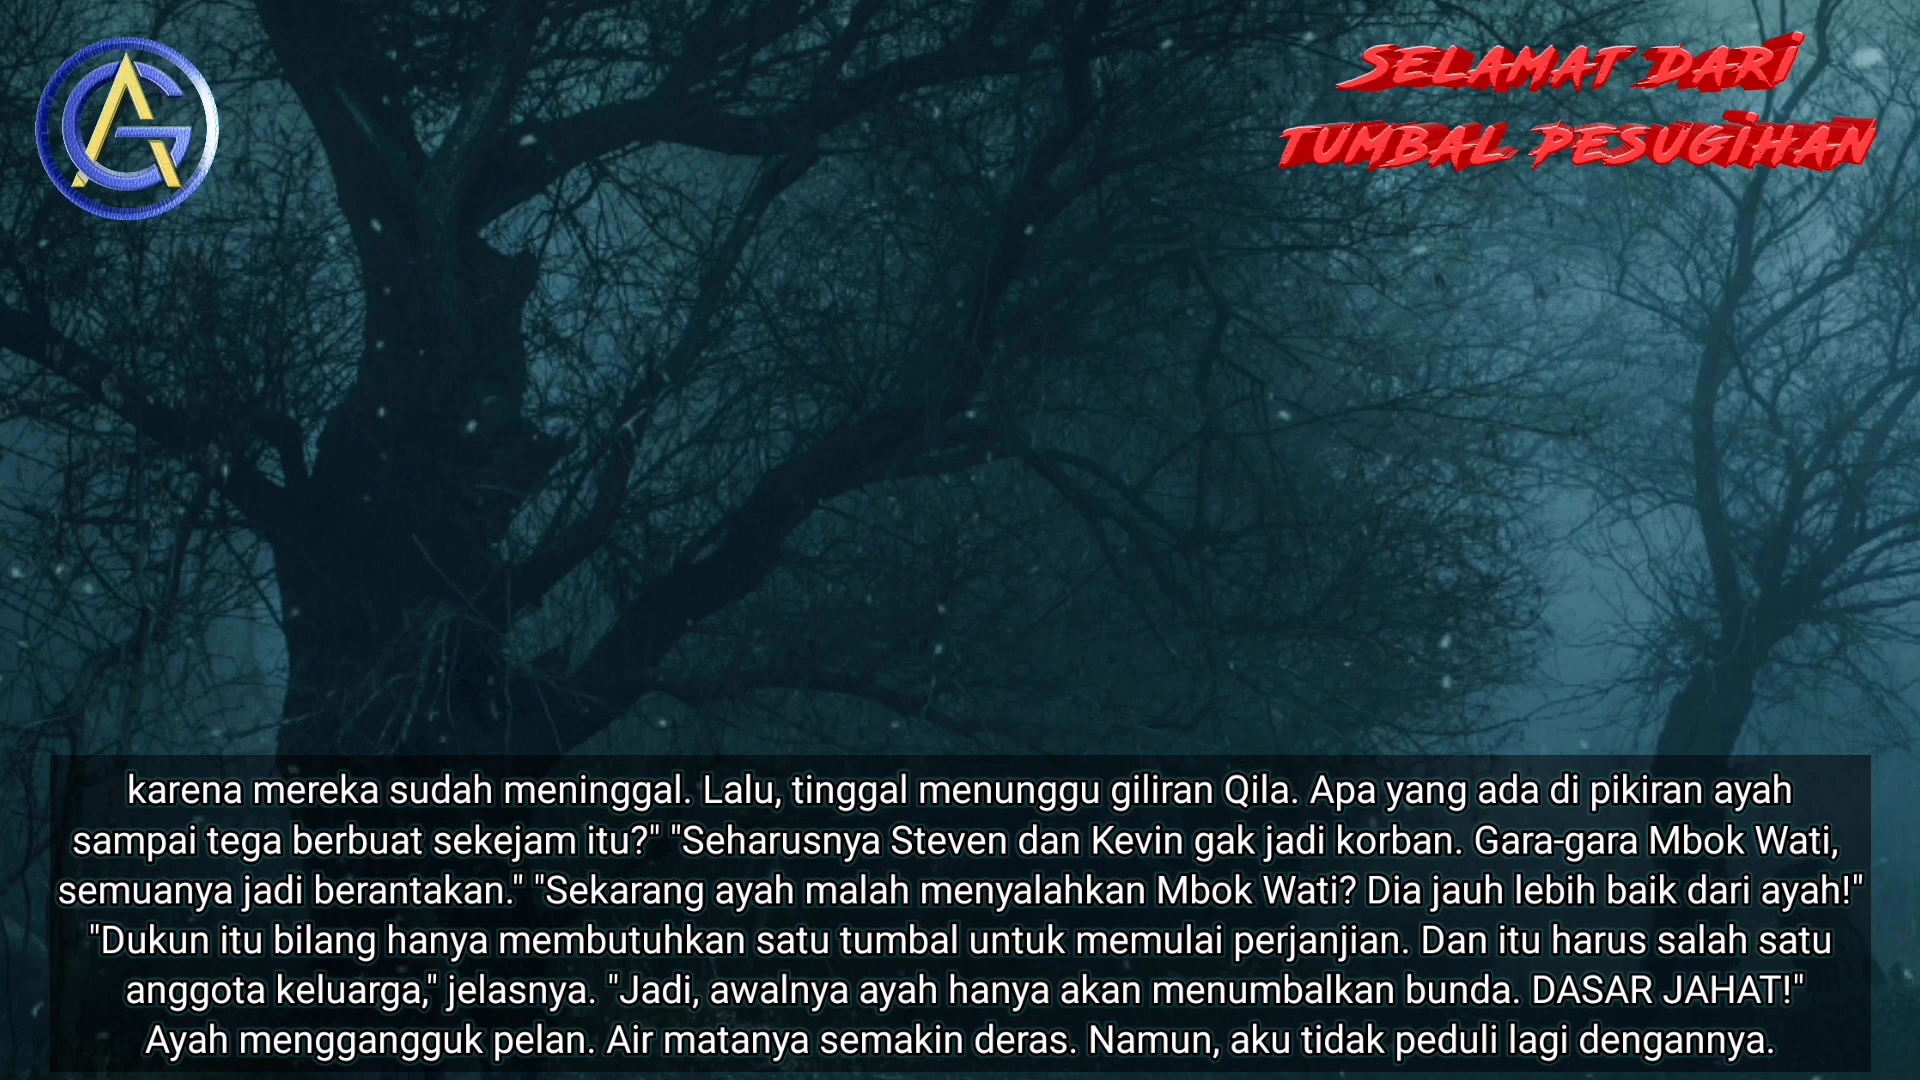 SELAMAT DARI
TUMBAL PESUGIHAN
karena mereka sudah meninggal. Lalu, tinggal menunggu giliran Qila. Apa yang ada di pikiran ayah
sampai tega berbuat sekejam itu?" "Seharusnya Steven dan Kevin gak jadi korban. Gara-gara Mbok Wati,
semuanya jadi berantakan." "Sekarang ayah malah menyalahkan Mbok Wati? Dia jauh lebih baik dari ayah!"
"Dukun itu bilang hanya membutuhkan satu tumbal untuk memulai perjanjian. Dan itu harus salah satu
anggota keluarga," jelasnya. "Jadi, awalnya ayah hanya akan menumbalkan bunda. DASAR JAHAT!"
Ayah menggangguk pelan. Air matanya semakin deras. Namun, aku tidak peduli lagi dengannya.